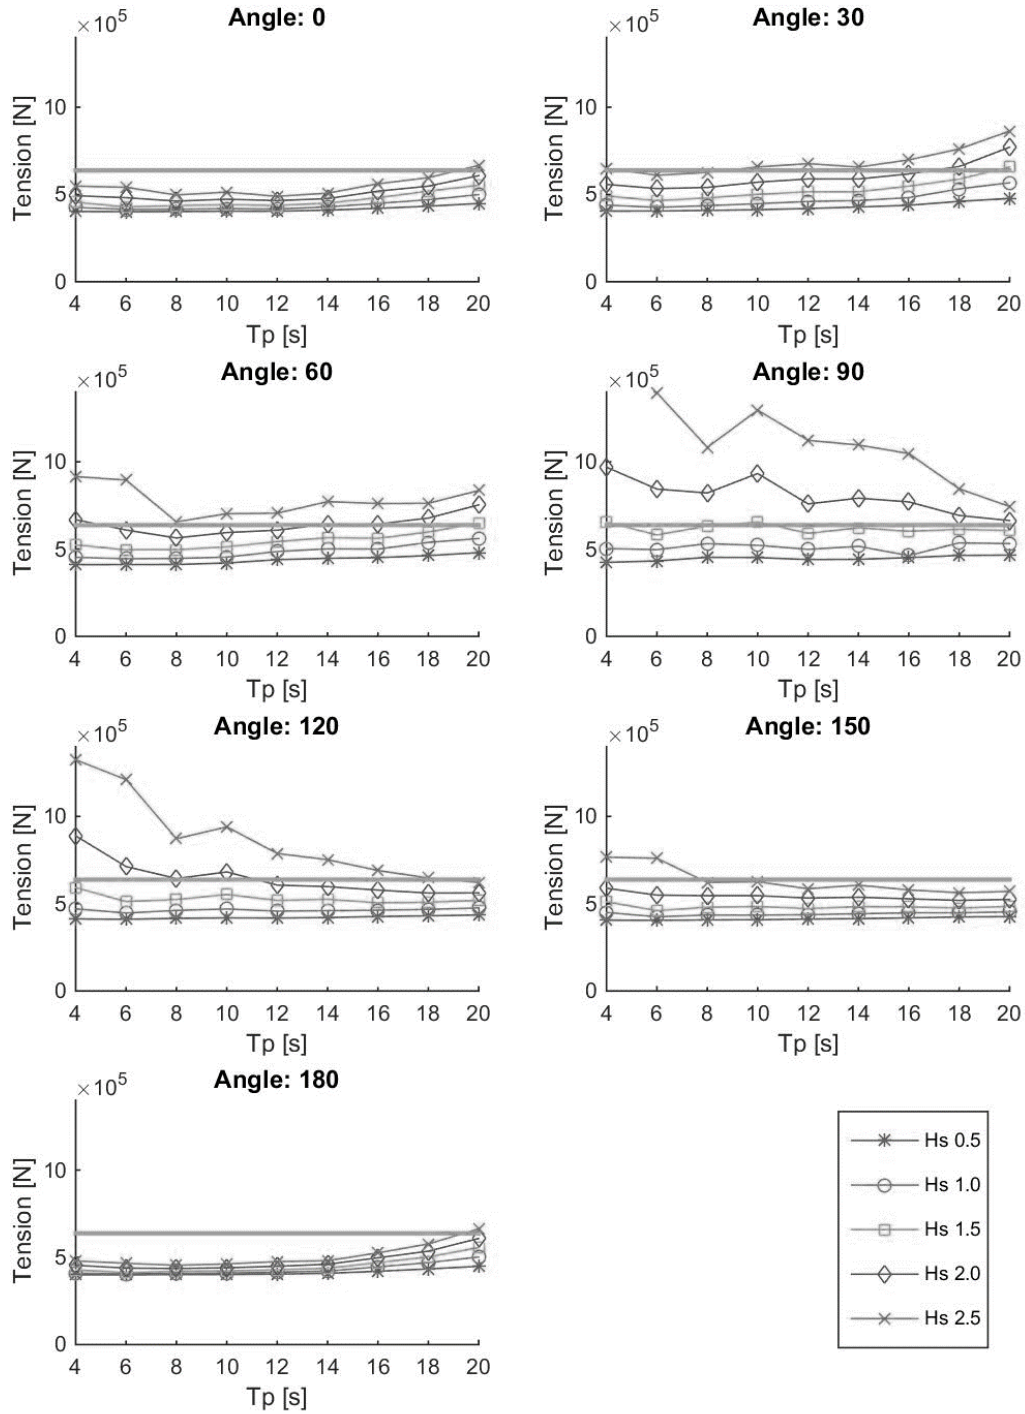 Angle: 0
×10^5
Tension [N]
10
5
0
4 6 8 10 12 14 16 18 20
Tp [s]
Angle: 30
×10^5
Tension [N]
10
5
0
4 6 8 10 12 14 16 18 20
Tp [s]
Angle: 60
×10^5
Tension [N]
10
5
0
4 6 8 10 12 14 16 18 20
Tp [s]
Angle: 90
×10^5
Tension [N]
10
5
0
4 6 8 10 12 14 16 18 20
Tp [s]
Angle: 120
×10^5
Tension [N]
10
5
0
4 6 8 10 12 14 16 18 20
Tp [s]
Angle: 150
×10^5
Tension [N]
10
5
0
4 6 8 10 12 14 16 18 20
Tp [s]
Angle: 180
×10^5
Tension [N]
10
5
0
4 6 8 10 12 14 16 18 20
Tp [s]
Hs 0.5
Hs 1.0
Hs 1.5
Hs 2.0
Hs 2.5